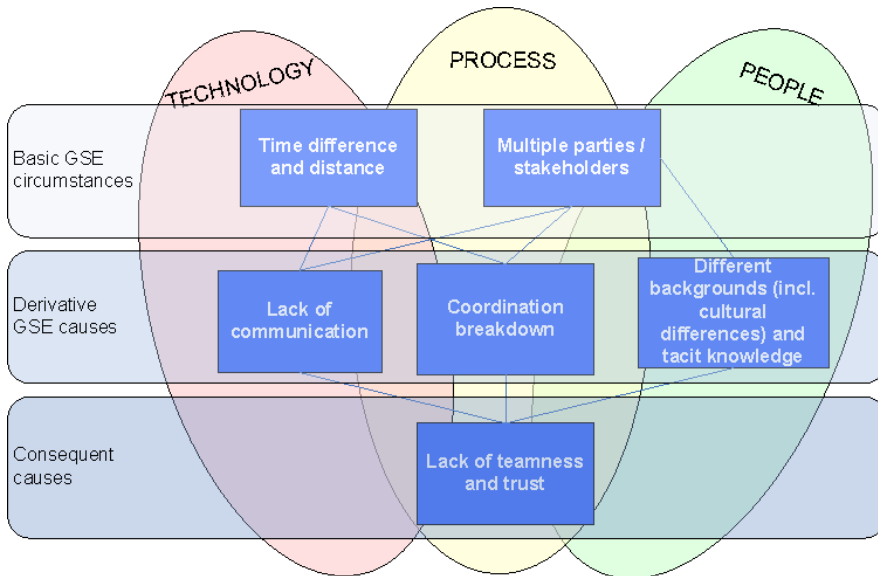 TECHNOLOGY
PROCESS
PEOPLE
Basic GSE
circumstances
Time difference
and distance
Multiple parties /
stakeholders
Derivative
GSE causes
Lack of
communication
Coordination
breakdown
Different
backgrounds (incl.
cultural
differences) and
tacit knowledge
Consequent
causes
Lack of teamness
and trust